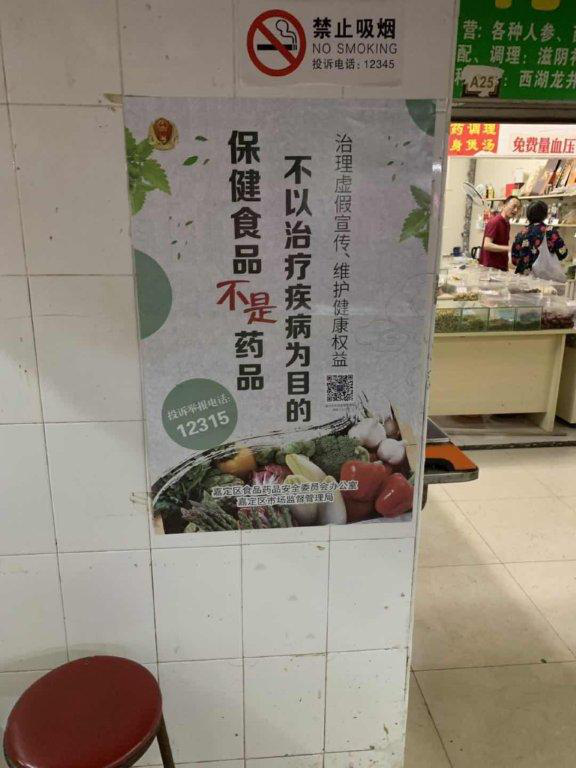 禁止吸烟
NO SMOKING
投诉电话:12345
保健食品不是药品
不以治疗疾病为目的
治理虚假宣传、维护健康权益
投诉举报电话:
12315
嘉定区食品药品安全委员会办公室
嘉定区市场监督管理局
营:各种人参、
配、调理:滋阴
西湖龙井
A25
药调理
身煲汤
免费量血压